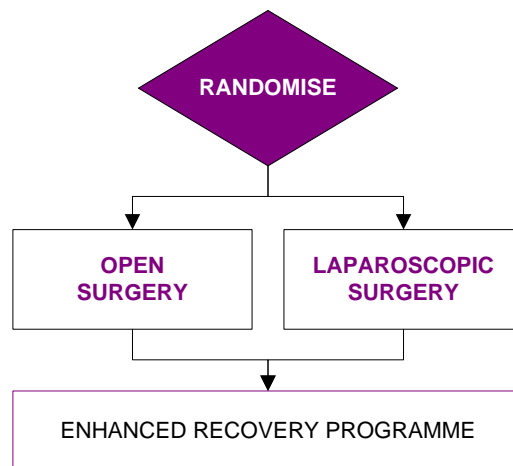 RANDOMISE
OPEN
SURGERY
LAPAROSCOPIC
SURGERY
ENHANCED RECOVERY PROGRAMME